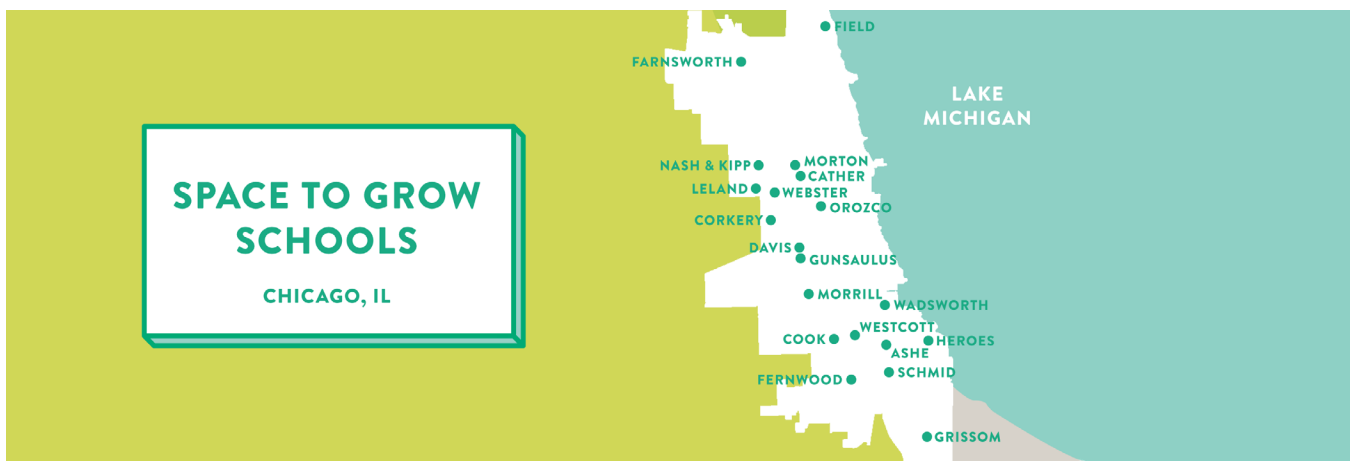 FIELD
FARNSWORTH
LAKE
MICHIGAN
SPACE TO GROW
SCHOOLS
CHICAGO, IL
NASH & KIPP
MORTON
CATHER
LELAND
WEBSTER
OROZCO
CORKERY
DAVIS
GUNSAULUS
MORRILL
WADSWORTH
WESTCOTT
COOK
HEROES
ASHE
SCHMID
FERNWOOD
GRISSOM